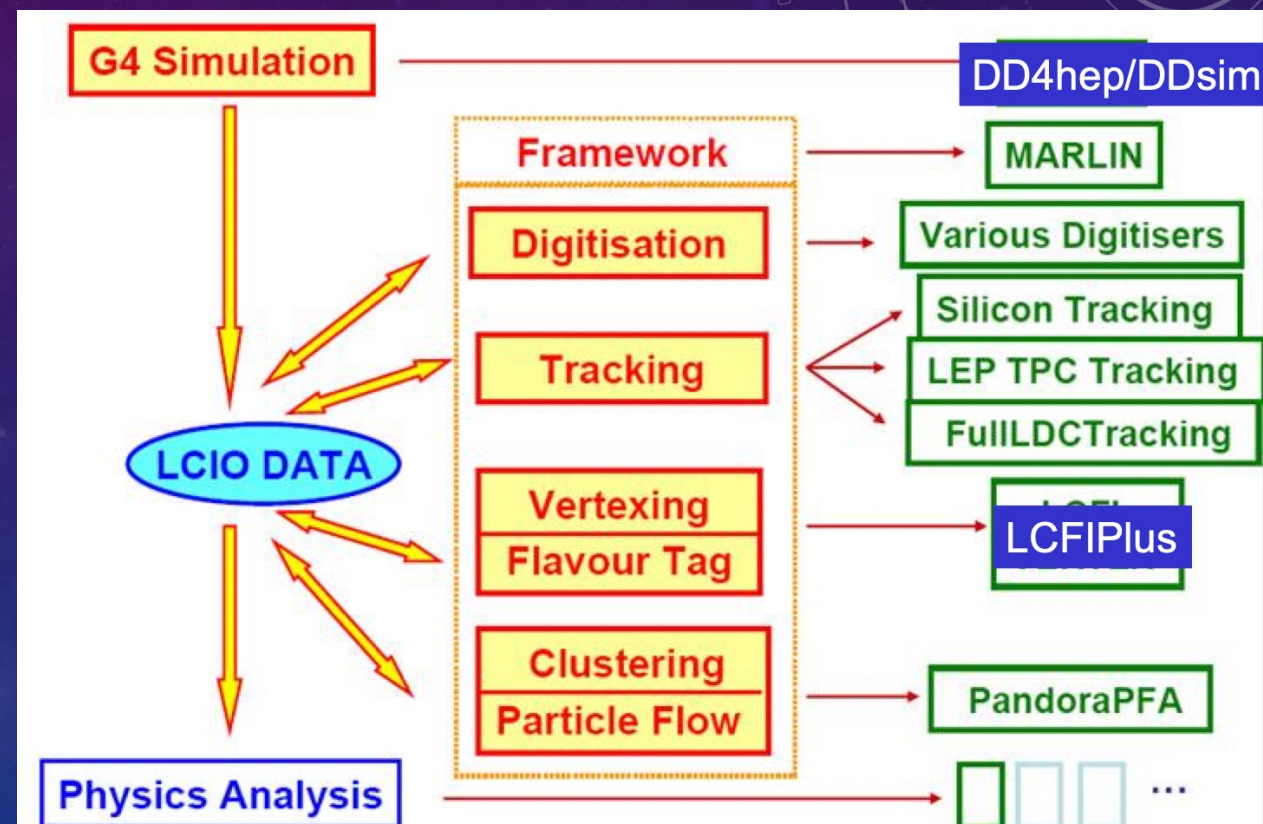 G4 Simulation
DD4hep/DDsim
Framework
MARLIN
Digitisation
Various Digitisers
Tracking
Silicon Tracking
LEP TPC Tracking
FullLDCTracking
LCIO DATA
Vertexing
Flavour Tag
LCFIPlus
Clustering
Particle Flow
PandoraPFA
Physics Analysis
...